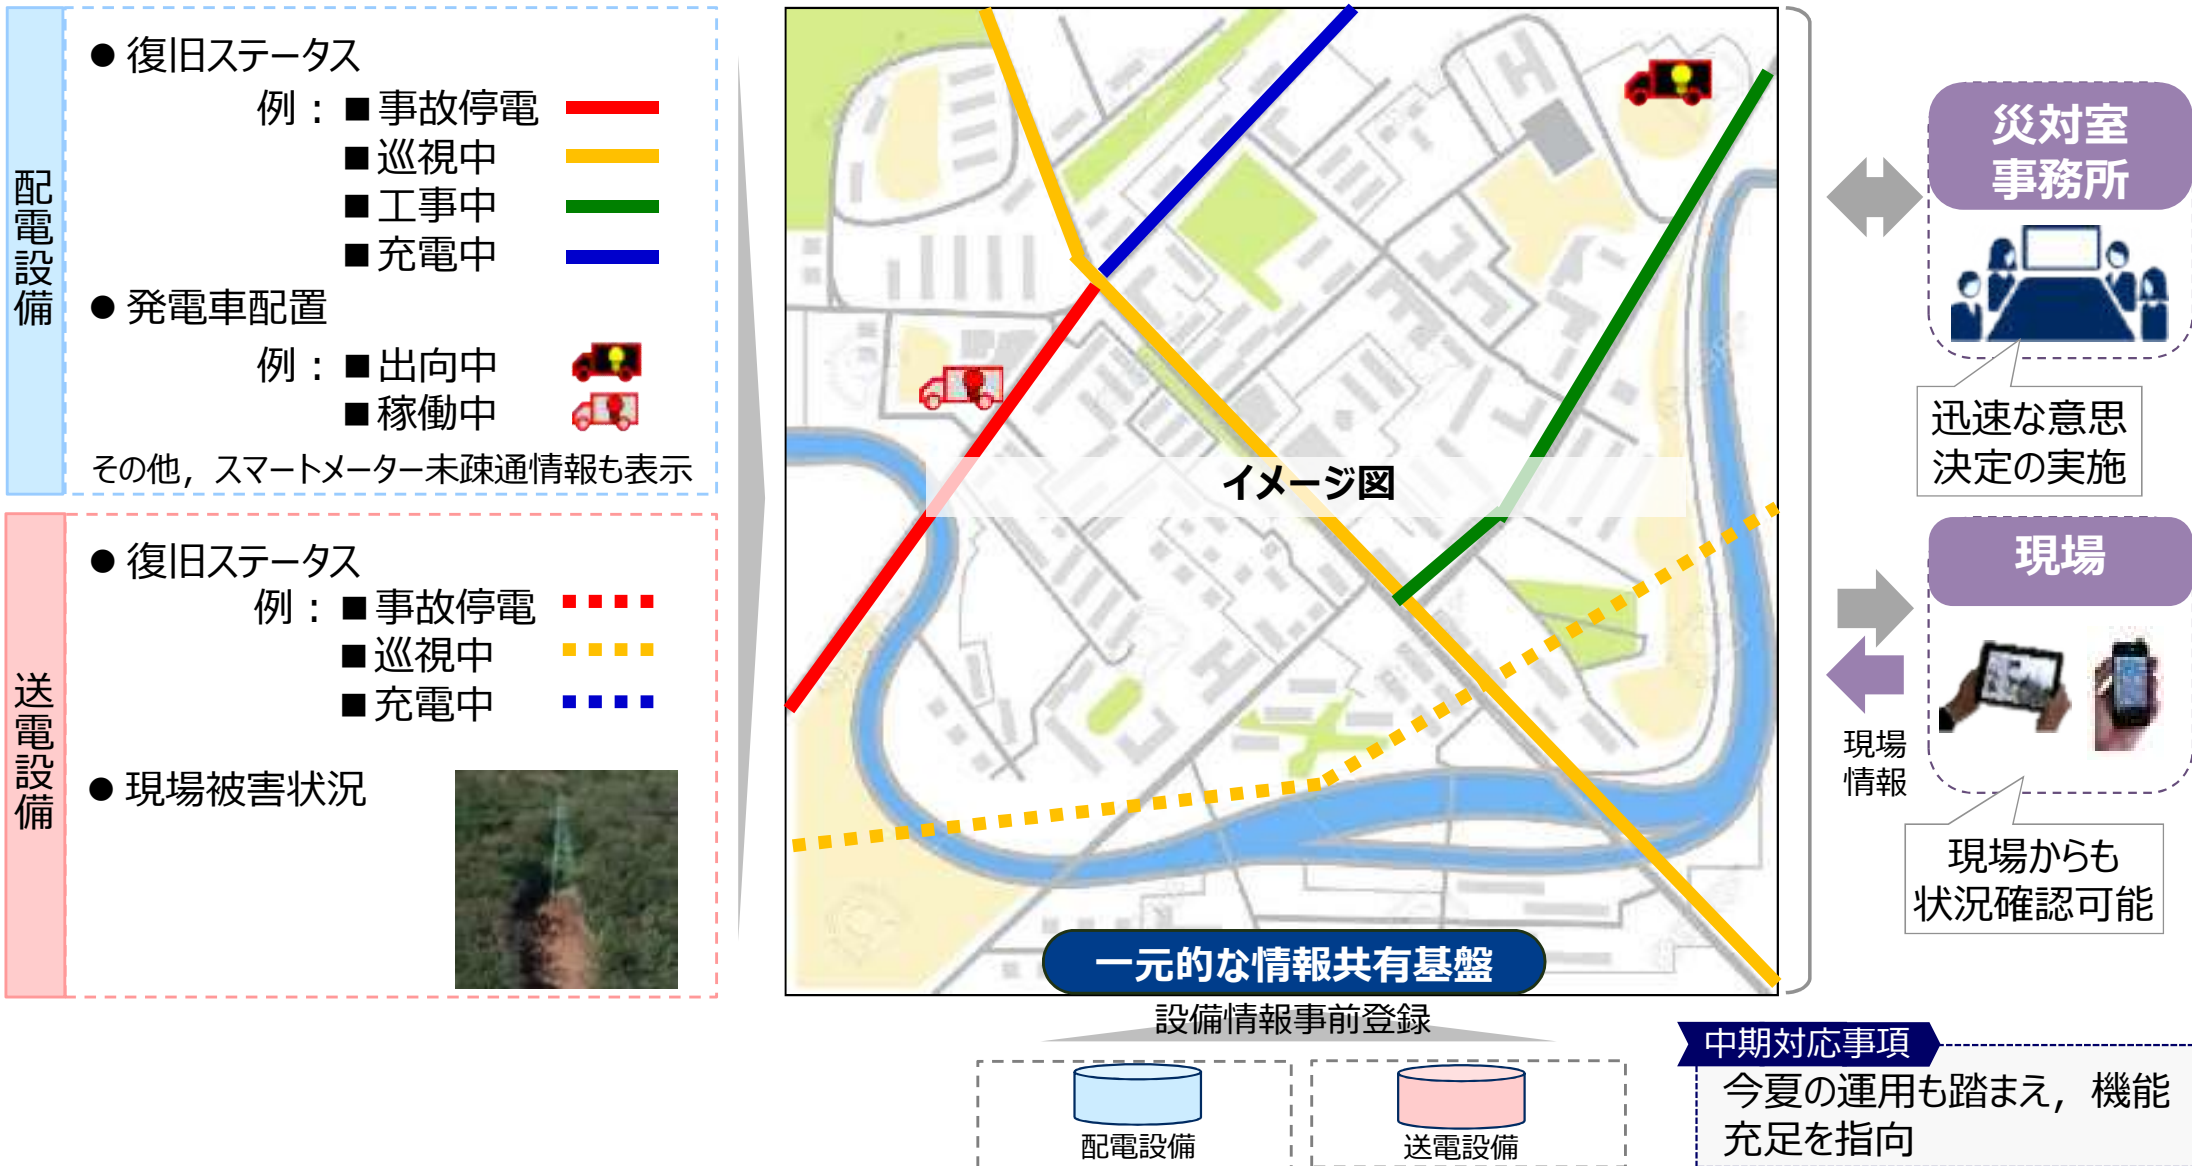 配電設備
● 復旧ステータス
例：■ 事故停電
■ 巡視中
■ 工事中
■ 充電中
● 発電車配置
例：■ 出向中
■ 稼働中
その他，スマートメーター未疎通情報も表示
送電設備
● 復旧ステータス
例：■ 事故停電
■ 巡視中
■ 充電中
● 現場被害状況
イメージ図
一元的な情報共有基盤
設備情報事前登録
配電設備
送電設備
災対室
事務所
迅速な意思
決定の実施
現場
現場
情報
現場からも
状況確認可能
中期対応事項
今夏の運用も踏まえ，機能
充足を指向